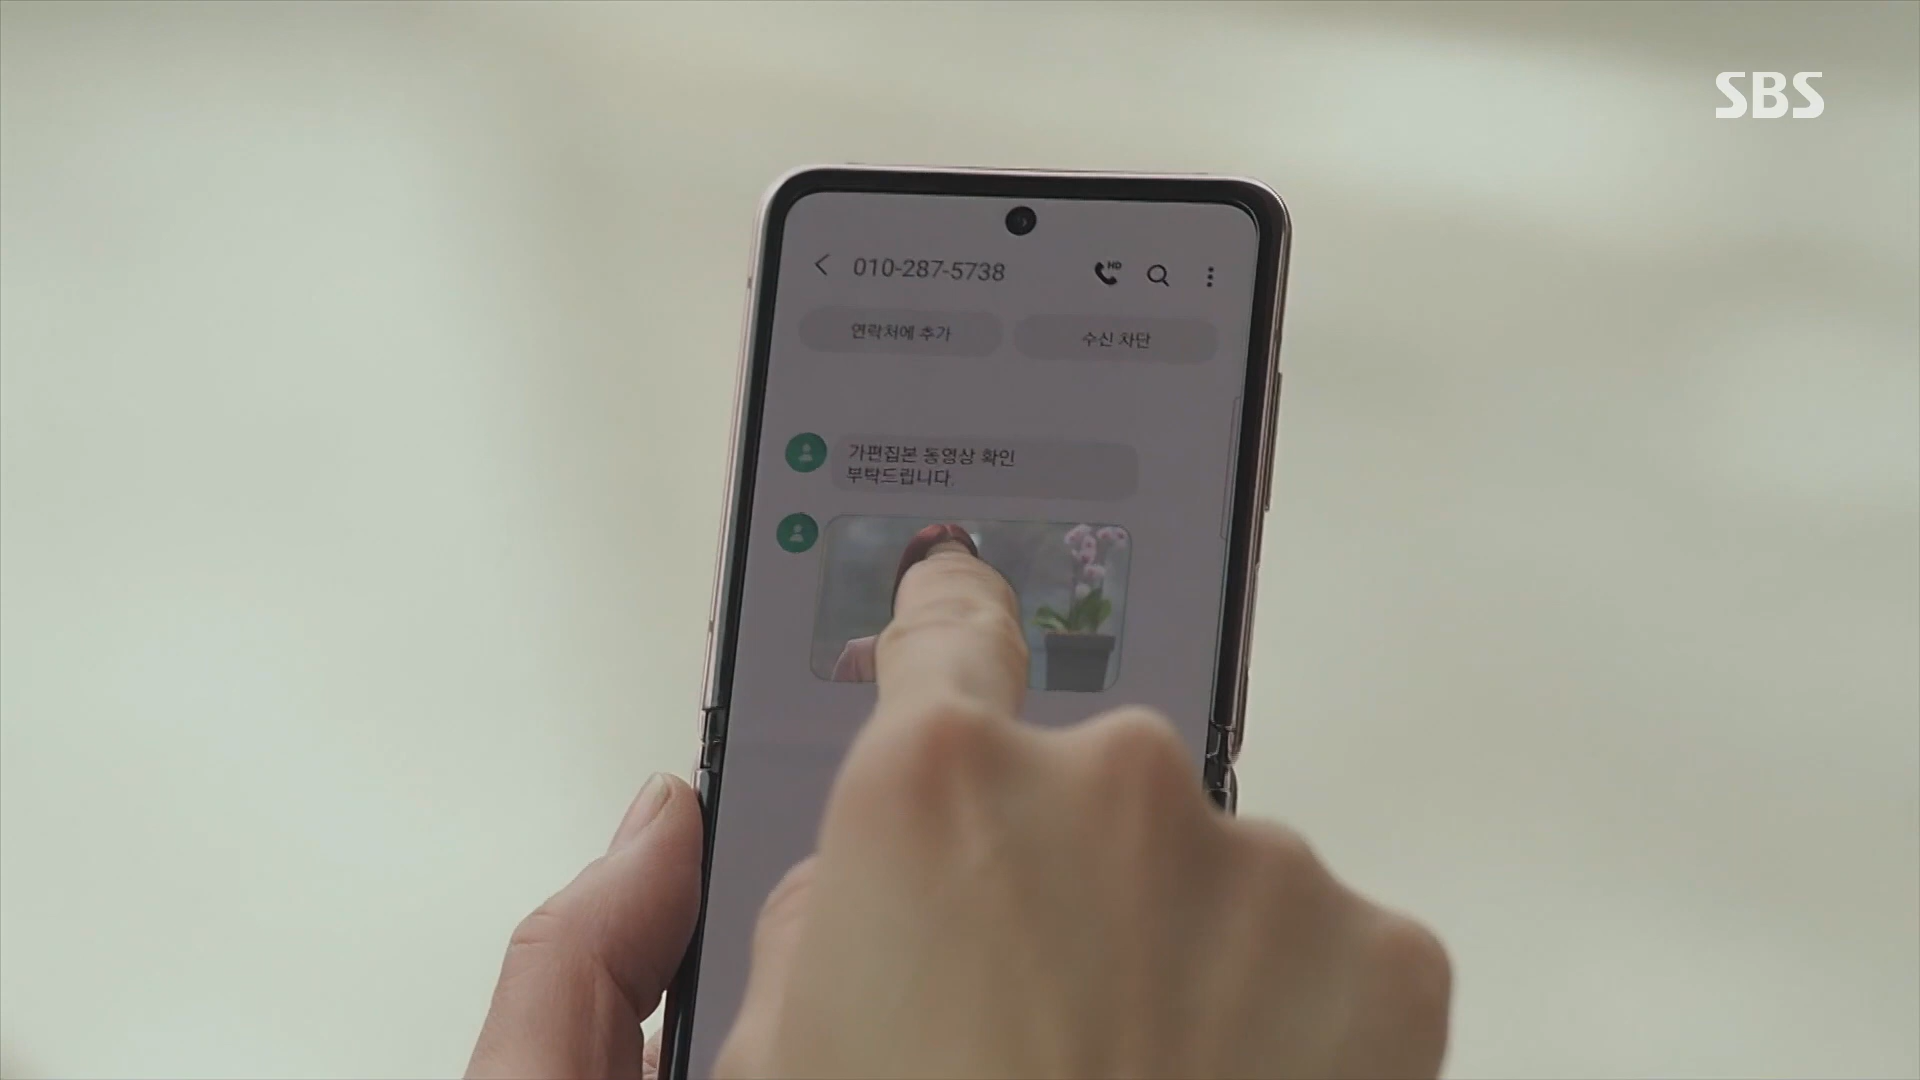 SBS
010-287-5738
HD
연락처에 추가
수신 차단
가편집본 동영상 확인
부탁드립니다.